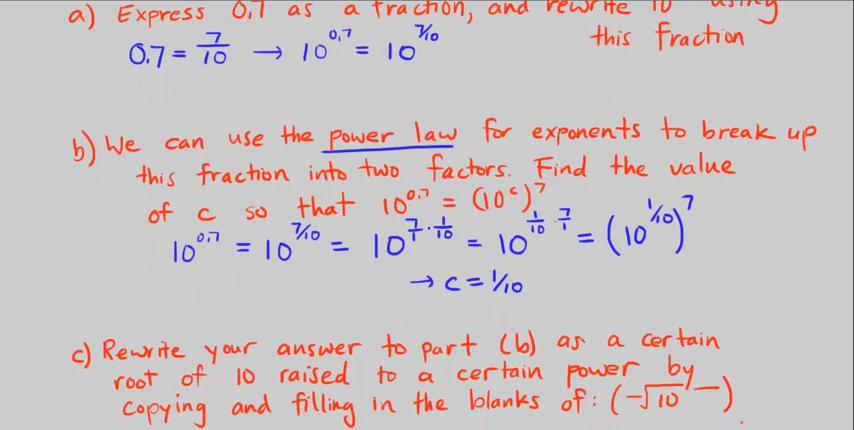 a) Express 0.7 as a fraction, and rewrite 10 using
this fraction
0.7 = 7/10 → 10^0.7 = 10^7/10
b) We can use the power law for exponents to break up
this fraction into two factors. Find the value
of c so that 10^0.7 = (10^c)^7
10^0.7 = 10^7/10 = 10^(7/1 · 1/10) = 10^(1/10 · 7/1) = (10^1/10)^7
→ c = 1/10
c) Rewrite your answer to part (b) as a certain
root of 10 raised to a certain power by
copying and filling in the blanks of: (_√10^_)